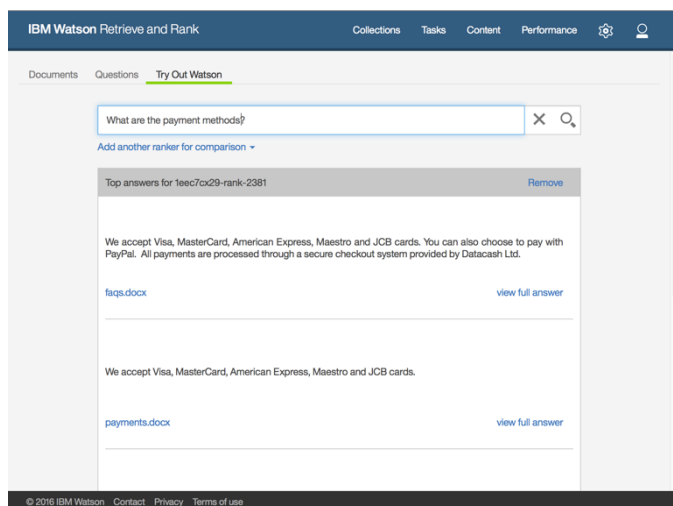 IBM Watson Retrieve and Rank Collections Tasks Content Performance
Documents Questions Try Out Watson
What are the payment methods?
Add another ranker for comparison
Top answers for 1eec7cx29-rank-2381 Remove
We accept Visa, MasterCard, American Express, Maestro and JCB cards. You can also choose to pay with
PayPal. All payments are processed through a secure checkout system provided by Datacash Ltd.
faqs.docx view full answer
We accept Visa, MasterCard, American Express, Maestro and JCB cards.
payments.docx view full answer
© 2016 IBM Watson Contact Privacy Terms of use